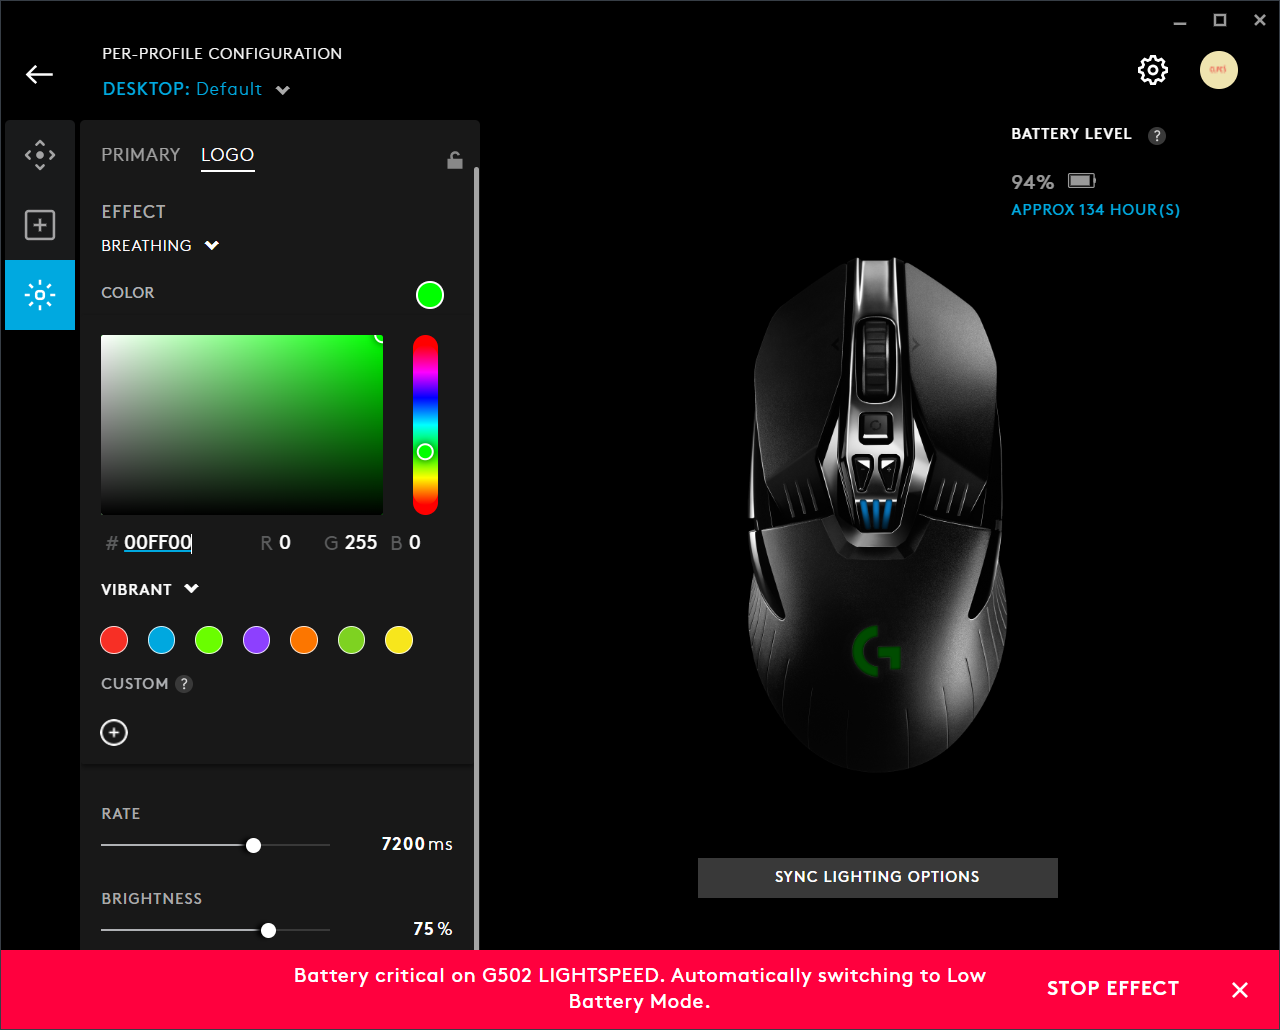 PER-PROFILE CONFIGURATION
DESKTOP: Default
PRIMARY LOGO
BATTERY LEVEL ?
94%
APPROX 134 HOUR(S)
EFFECT
BREATHING
COLOR
# 00FF00 R 0 G 255 B 0
VIBRANT
CUSTOM ?
RATE
7200 ms
BRIGHTNESS
75 %
SYNC LIGHTING OPTIONS
Battery critical on G502 LIGHTSPEED. Automatically switching to Low
Battery Mode.
STOP EFFECT